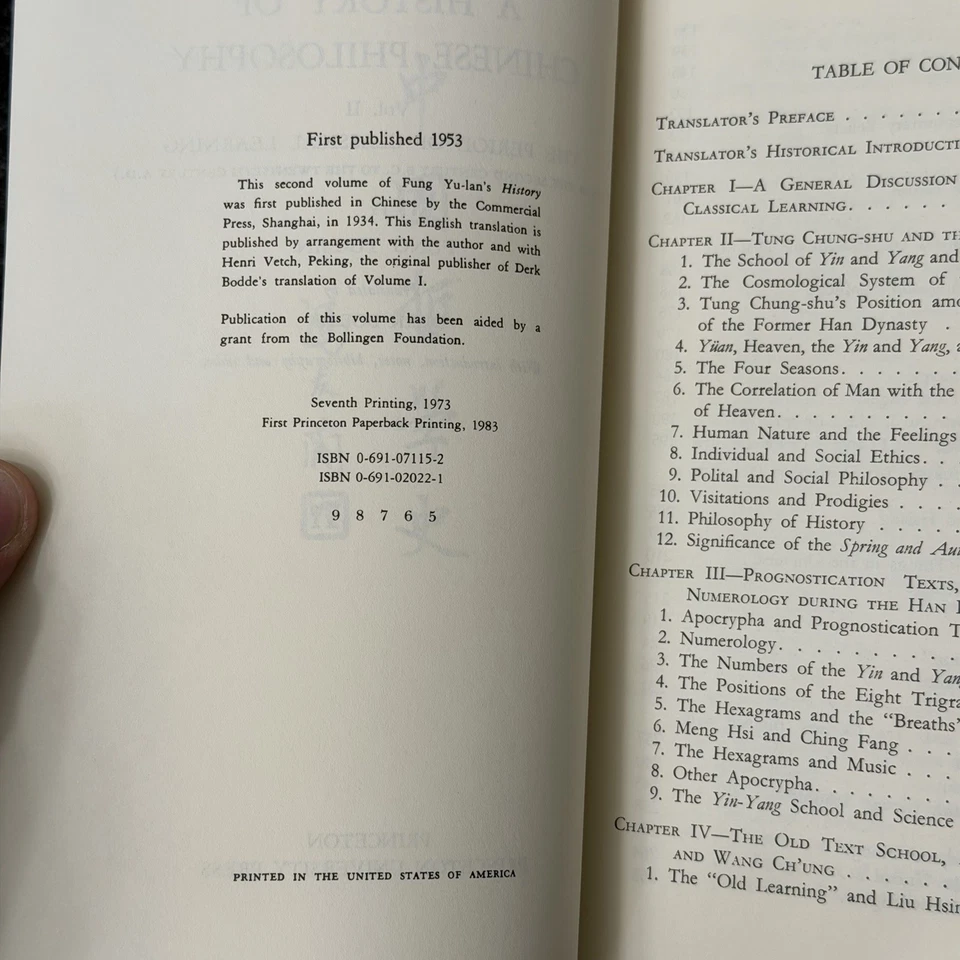 First published 1953
This second volume of Fung Yu-lan's History
was first published in Chinese by the Commercial
Press, Shanghai, in 1934. This English translation is
published by arrangement with the author and with
Henri Vetch, Peking, the original publisher of Derk
Bodde's translation of Volume I.
Publication of this volume has been aided by a
grant from the Bollingen Foundation.
Seventh Printing, 1973
First Princeton Paperback Printing, 1983
ISBN 0-691-07115-2
ISBN 0-691-02022-1
9 8 7 6 5
PRINTED IN THE UNITED STATES OF AMERICA
TABLE OF CON
TRANSLATOR'S PREFACE . . . . . . .
TRANSLATOR'S HISTORICAL INTRODUCTI
CHAPTER I—A GENERAL DISCUSSION
CLASSICAL LEARNING. . . . . .
CHAPTER II—TUNG CHUNG-SHU AND TH
1. The School of Yin and Yang and
2. The Cosmological System of
3. Tung Chung-shu's Position amo
of the Former Han Dynasty .
4. Yüan, Heaven, the Yin and Yang, a
5. The Four Seasons. . . . . . .
6. The Correlation of Man with the
of Heaven. . . . . . . . . .
7. Human Nature and the Feelings
8. Individual and Social Ethics. .
9. Polital and Social Philosophy . .
10. Visitations and Prodigies . . . .
11. Philosophy of History . . . . .
12. Significance of the Spring and Au
CHAPTER III—PROGNOSTICATION TEXTS,
NUMEROLOGY DURING THE HAN
1. Apocrypha and Prognostication T
2. Numerology. . . . . . . . . .
3. The Numbers of the Yin and Yan
4. The Positions of the Eight Trigra
5. The Hexagrams and the "Breaths"
6. Meng Hsi and Ching Fang . . . .
7. The Hexagrams and Music . . . .
8. Other Apocrypha. . . . . . . .
9. The Yin-Yang School and Science
CHAPTER IV—THE OLD TEXT SCHOOL,
AND WANG CH'UNG . . . . . .
1. The "Old Learning" and Liu Hsin